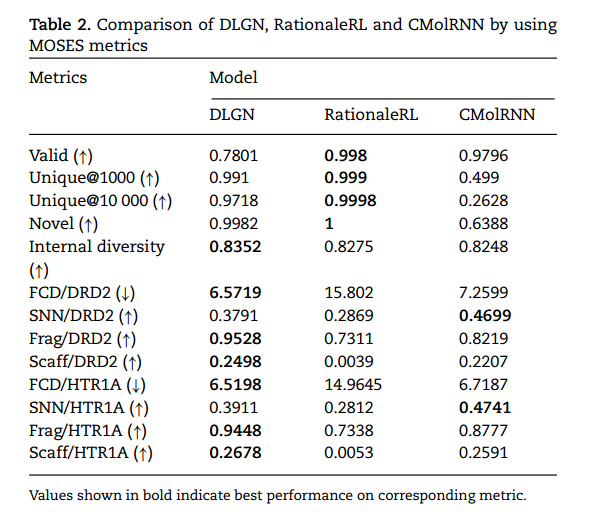 Table 2. Comparison of DLGN, RationaleRL and CMolRNN by using
MOSES metrics
Metrics Model
DLGN RationaleRL CMolRNN
Valid (↑) 0.7801 0.998 0.9796
Unique@1000 (↑) 0.991 0.999 0.499
Unique@10 000 (↑) 0.9718 0.9998 0.2628
Novel (↑) 0.9982 1 0.6388
Internal diversity 0.8352 0.8275 0.8248
(↑)
FCD/DRD2 (↓) 6.5719 15.802 7.2599
SNN/DRD2 (↑) 0.3791 0.2869 0.4699
Frag/DRD2 (↑) 0.9528 0.7311 0.8219
Scaff/DRD2 (↑) 0.2498 0.0039 0.2207
FCD/HTR1A (↓) 6.5198 14.9645 6.7187
SNN/HTR1A (↑) 0.3911 0.2812 0.4741
Frag/HTR1A (↑) 0.9448 0.7338 0.8777
Scaff/HTR1A (↑) 0.2678 0.0053 0.2591
Values shown in bold indicate best performance on corresponding metric.